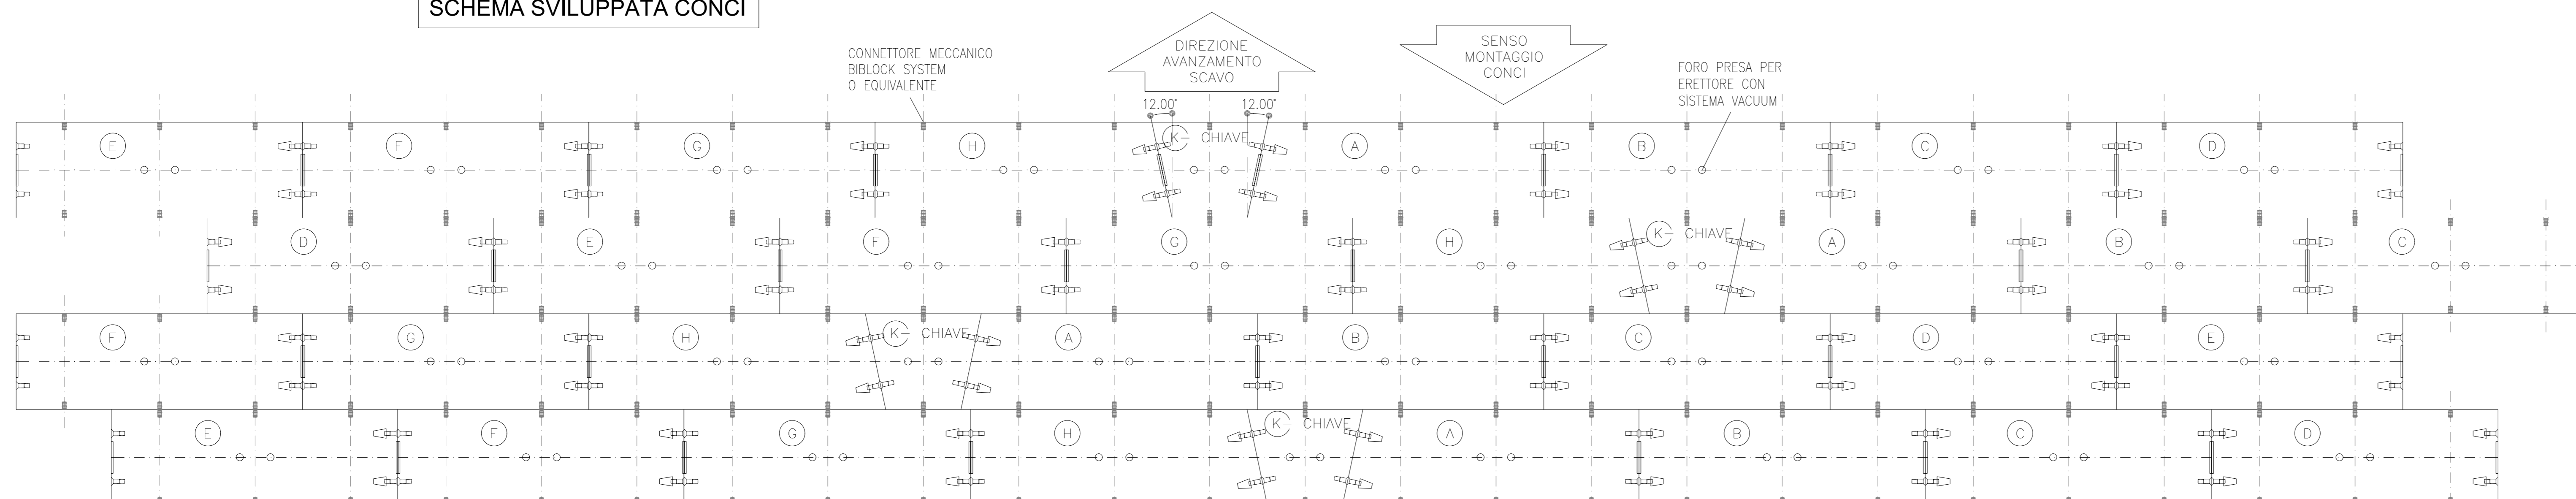 SCHEMA SVILUPPATA CONCI
CONNETTORE MECCANICO
BIBLOCK SYSTEM
O EQUIVALENTE
DIREZIONE
AVANZAMENTO
SCAVO
SENSO
MONTAGGIO
CONCI
FORO PRESA PER
ERETTORE CON
SISTEMA VACUUM
12.00°
12.00°
E
F
G
H
K- CHIAVE
A
B
C
D
D
E
F
G
H
K- CHIAVE
A
B
C
F
G
H
K- CHIAVE
A
B
C
D
E
E
F
G
H
K- CHIAVE
A
B
C
D